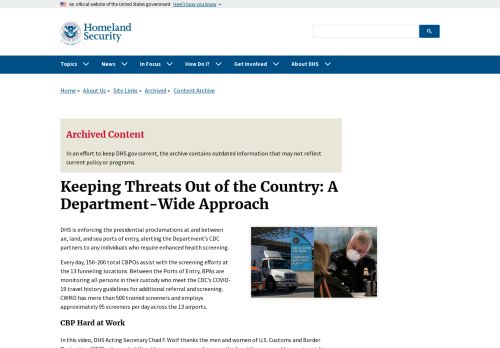 An official website of the United States government Here's how you know
Homeland
Security
Topics News In Focus How Do I? Get Involved About DHS
Home » About Us » Site Links » Archived » Content Archive
Archived Content
In an effort to keep DHS.gov current, the archive contains outdated information that may not reflect
current policy or programs.
Keeping Threats Out of the Country: A
Department-Wide Approach
DHS is enforcing the presidential proclamations at and between
air, land, and sea ports of entry, alerting the Department's CDC
partners to any individuals who require enhanced health screening.
Every day, 150-200 total CBPOs assist with the screening efforts at
the 13 funneling locations. Between the Ports of Entry, BPAs are
monitoring all persons in their custody who meet the CDC's COVID-
19 travel history guidelines for additional referral and screening.
CWMD has more than 500 trained screeners and employs
approximately 95 screeners per day across the 13 airports.
CBP Hard at Work
In this video, DHS Acting Secretary Chad F. Wolf thanks the men and women of U.S. Customs and Border